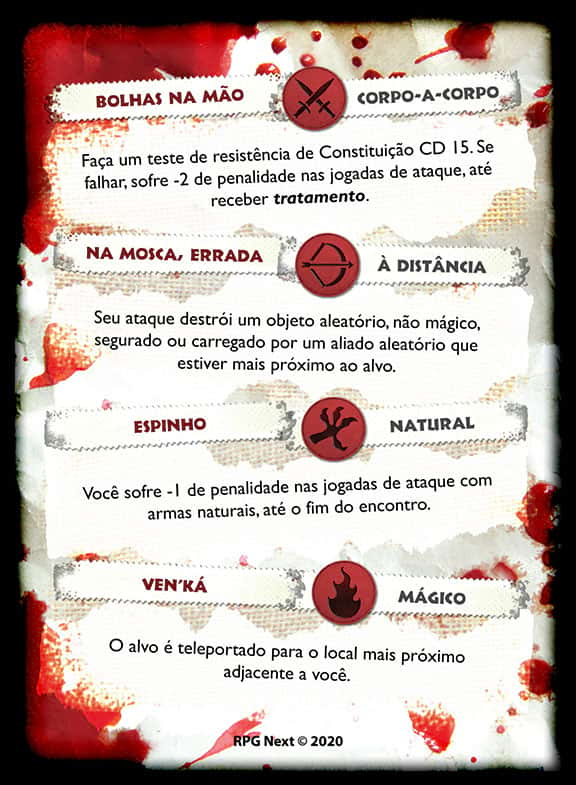 BOLHAS NA MÃO CORPO-A-CORPO
Faça um teste de resistência de Constituição CD 15. Se
falhar, sofre -2 de penalidade nas jogadas de ataque, até
receber tratamento.
NA MOSCA, ERRADA À DISTÂNCIA
Seu ataque destrói um objeto aleatório, não mágico,
segurado ou carregado por um aliado aleatório que
estiver mais próximo ao alvo.
ESPINHO NATURAL
Você sofre -1 de penalidade nas jogadas de ataque com
armas naturais, até o fim do encontro.
VEN'KÁ MÁGICO
O alvo é teleportado para o local mais próximo
adjacente a você.
RPG Next © 2020